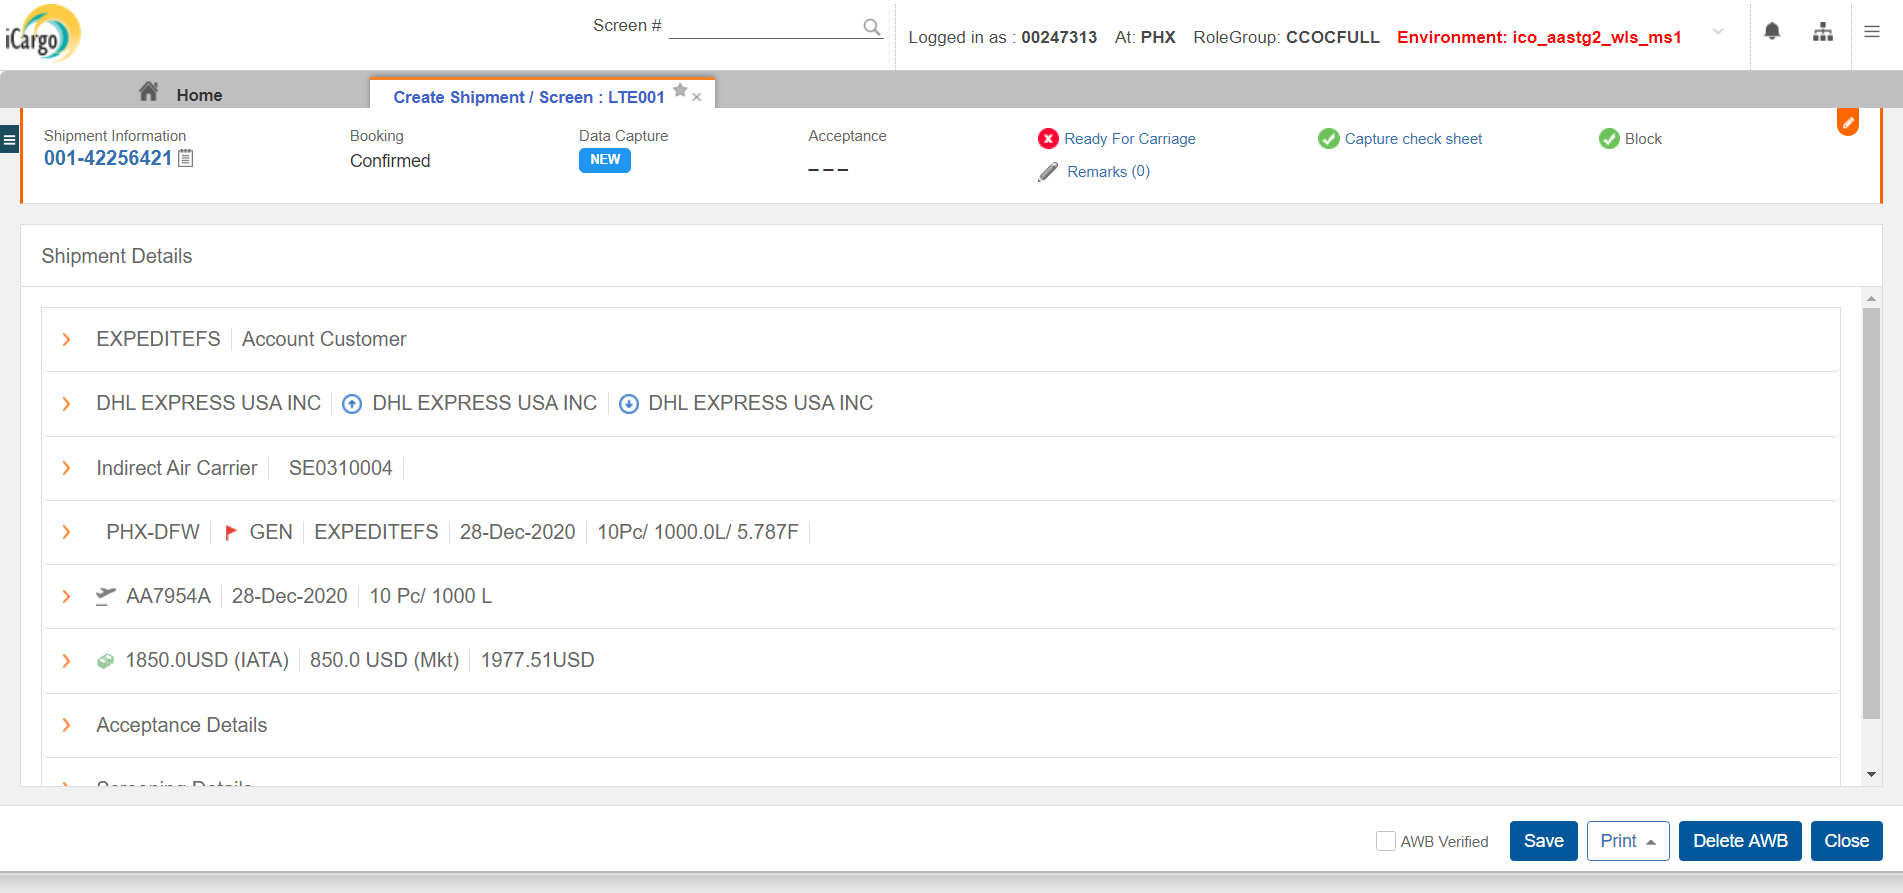 iCargo
Screen #
Logged in as : 00247313 At: PHX RoleGroup: CCOCFULL Environment: ico_aastg2_wls_ms1
Home
Create Shipment / Screen : LTE001
Shipment Information
001-42256421
Booking
Confirmed
Data Capture
NEW
Acceptance
– – –
Ready For Carriage
Remarks (0)
Capture check sheet
Block
Shipment Details
EXPEDITEFS Account Customer
DHL EXPRESS USA INC DHL EXPRESS USA INC DHL EXPRESS USA INC
Indirect Air Carrier SE0310004
PHX-DFW GEN EXPEDITEFS 28-Dec-2020 10Pc/ 1000.0L/ 5.787F
AA7954A 28-Dec-2020 10 Pc/ 1000 L
1850.0USD (IATA) 850.0 USD (Mkt) 1977.51USD
Acceptance Details
Screening Details
AWB Verified
Save
Print
Delete AWB
Close